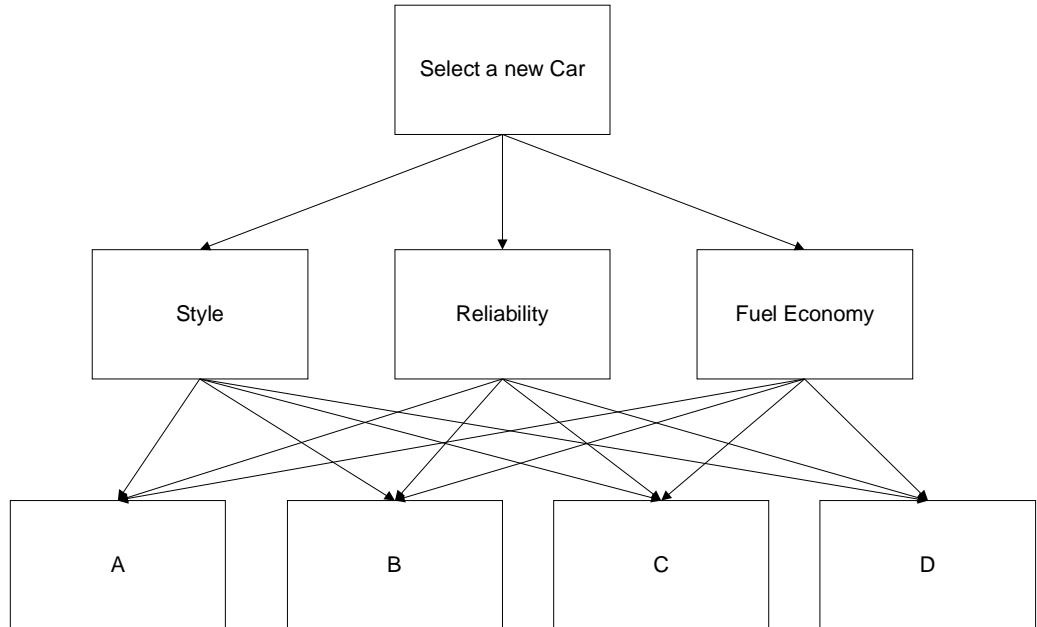 Select a new Car
Style
Reliability
Fuel Economy
A
B
C
D